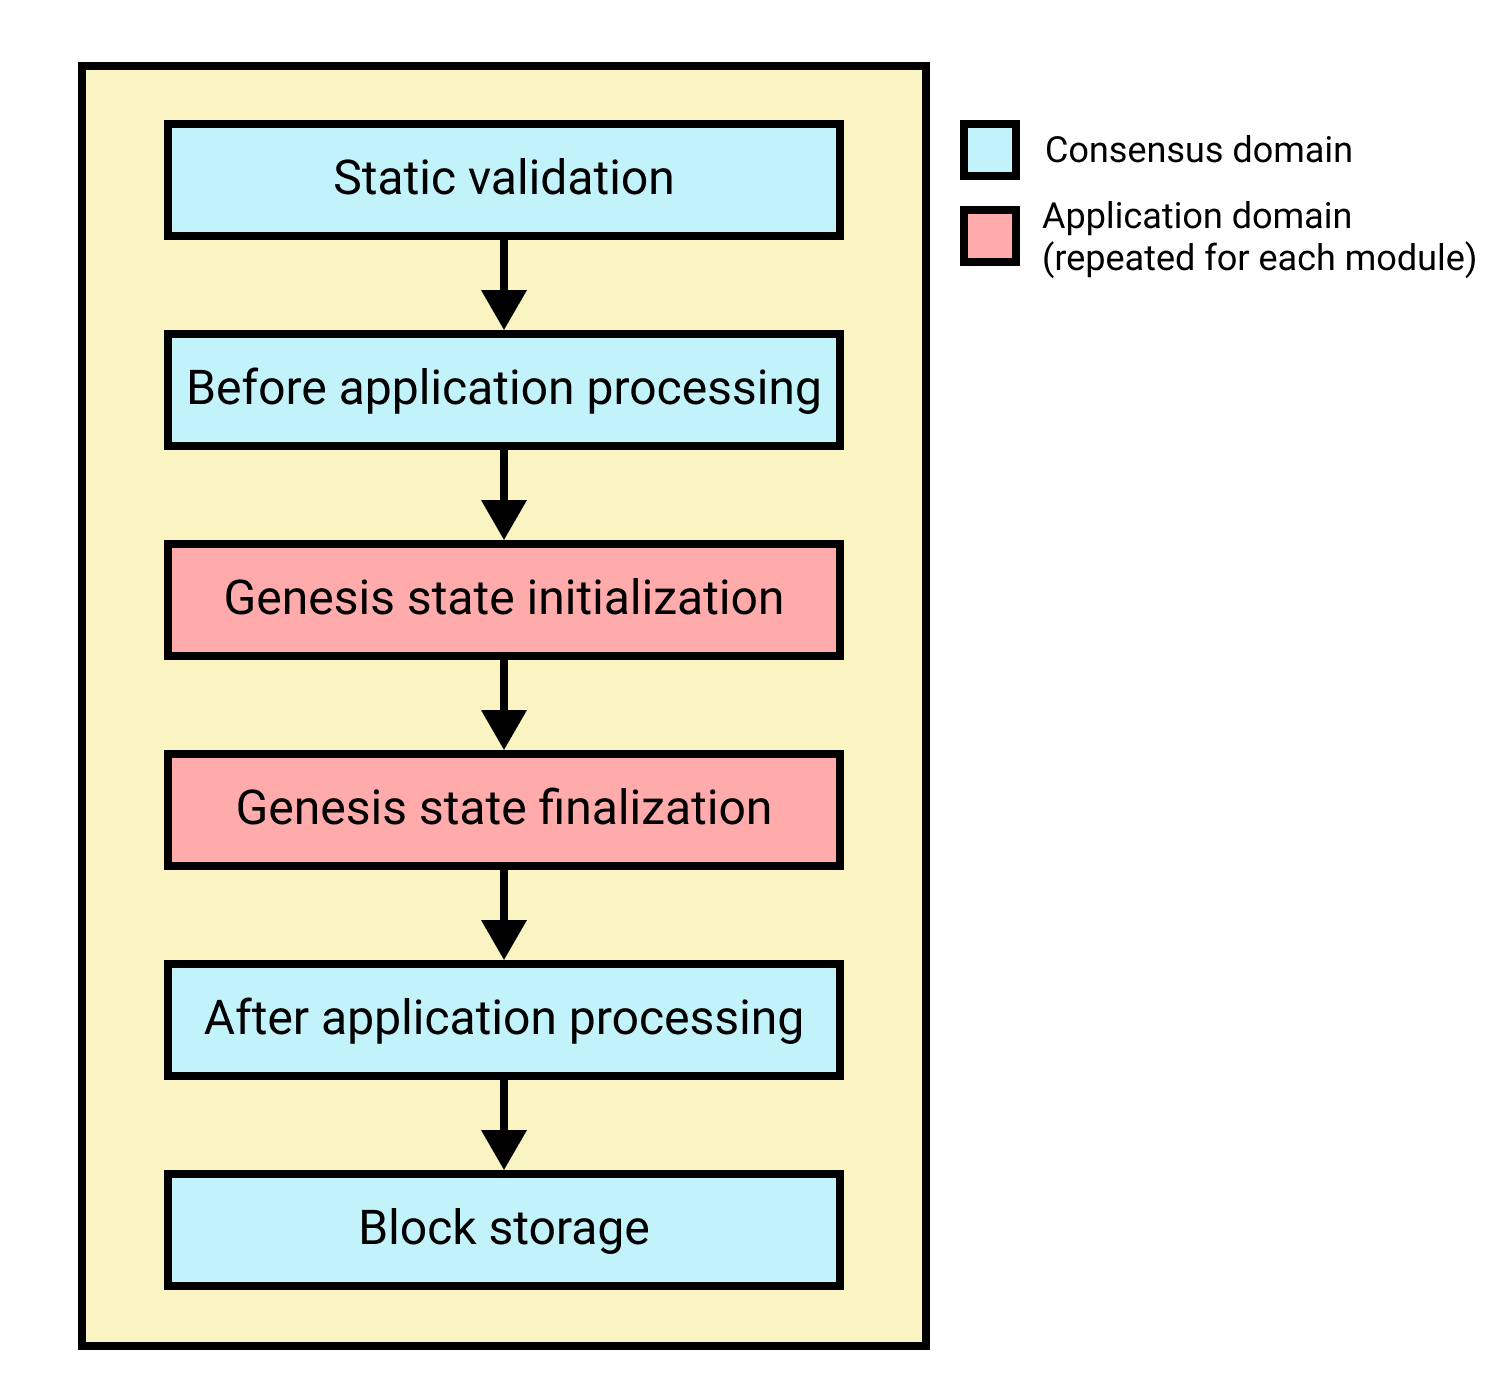 Static validation
Before application processing
Genesis state initialization
Genesis state finalization
After application processing
Block storage
Consensus domain
Application domain
(repeated for each module)